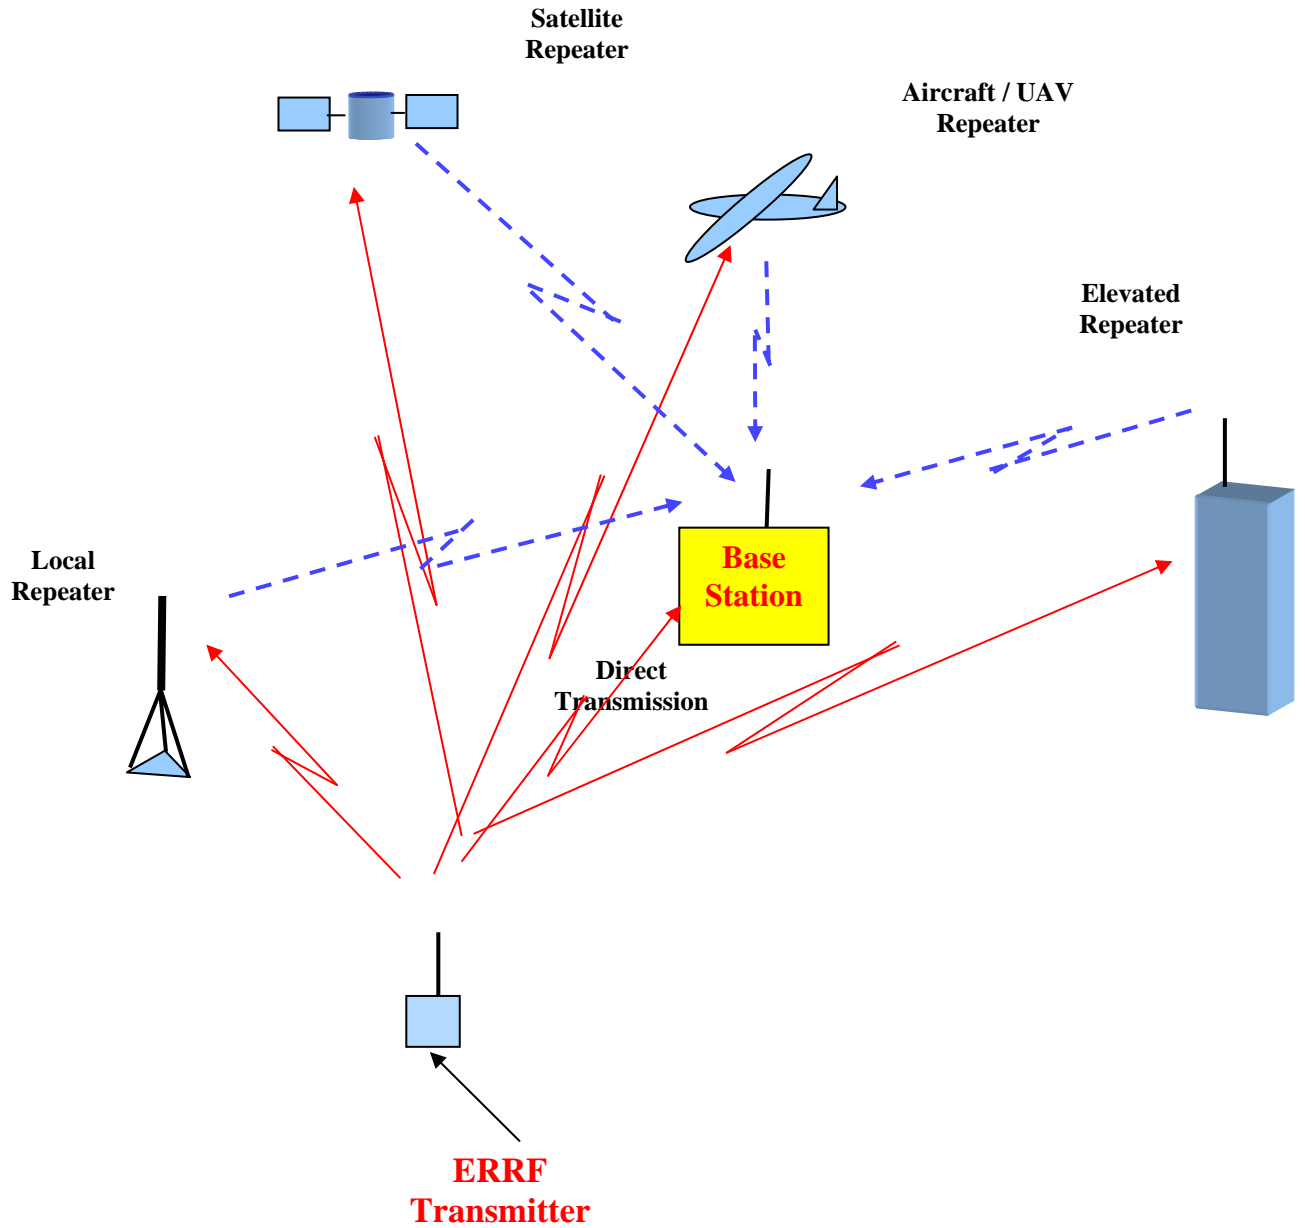 Satellite
Repeater
Aircraft / UAV
Repeater
Elevated
Repeater
Base
Station
Local
Repeater
Direct
Transmission
ERRF
Transmitter